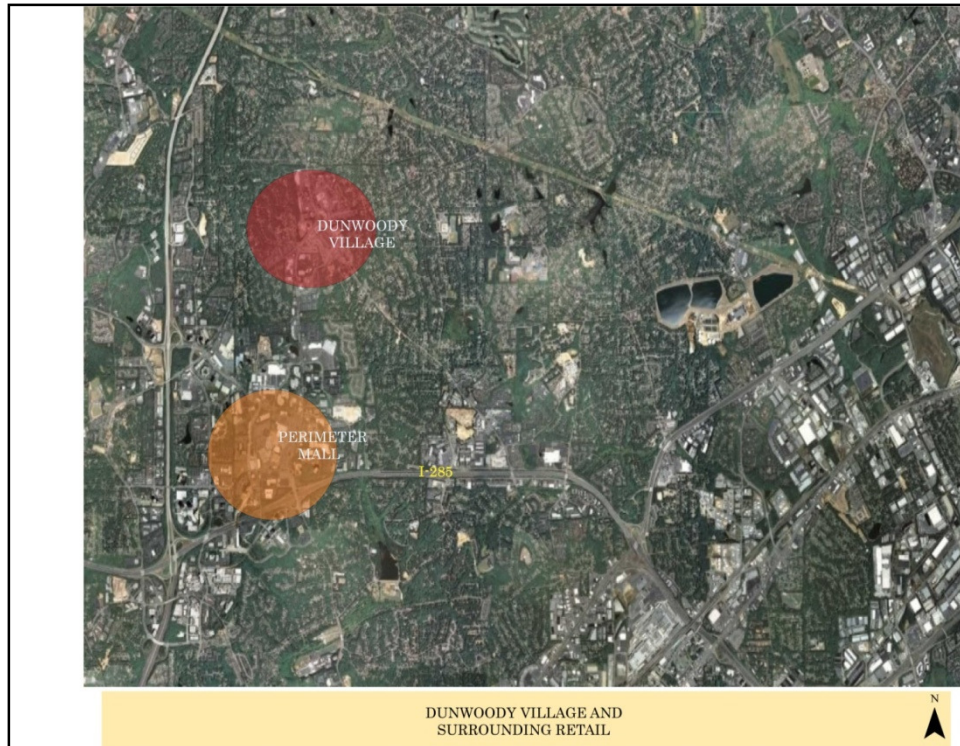 DUNWOODY
VILLAGE
PERIMETER
MALL
I-285
DUNWOODY VILLAGE AND
SURROUNDING RETAIL
N